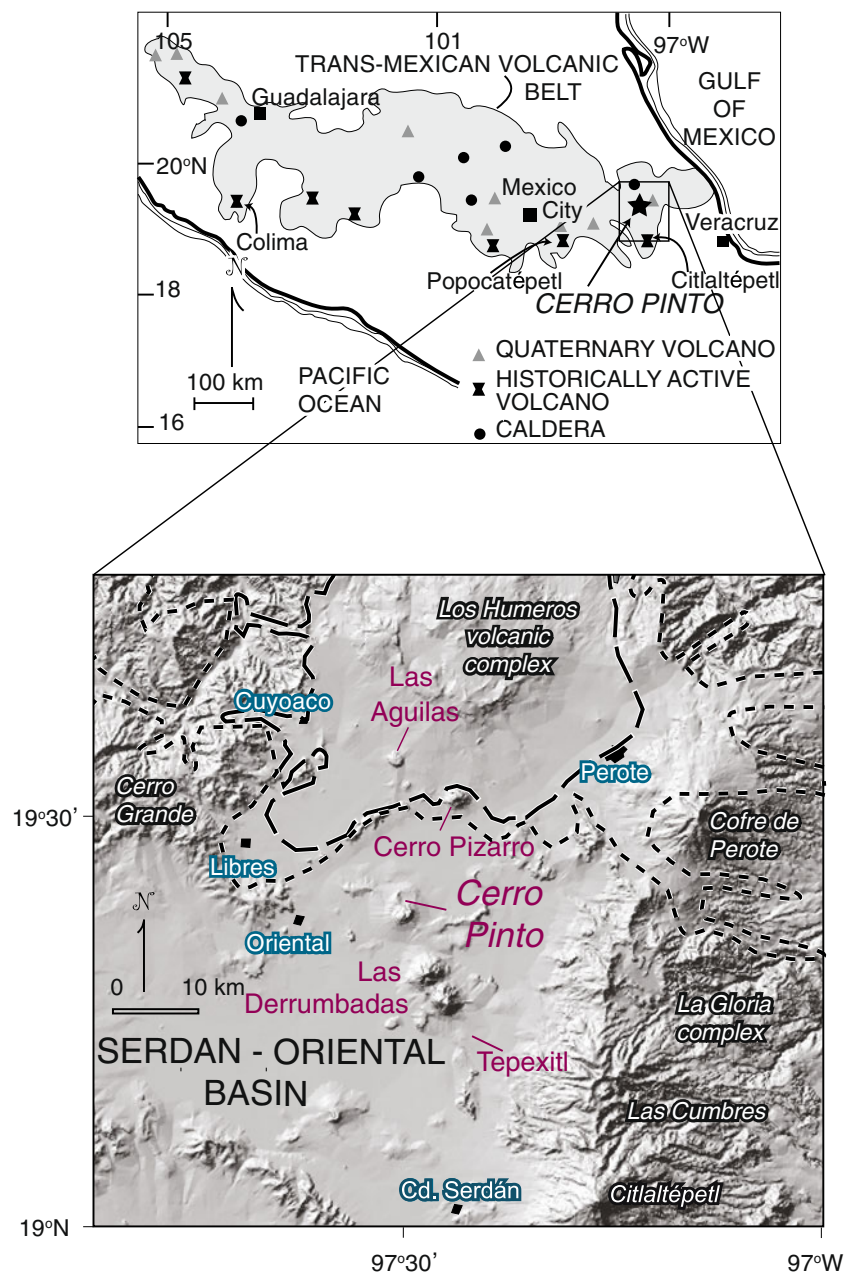 105
101
97°W
TRANS-MEXICAN VOLCANIC
BELT
GULF
OF
MEXICO
Guadalajara
20°N
Mexico
City
Veracruz
Colima
N
Popocatépetl
Citlaltépetl
CERRO PINTO
18
QUATERNARY VOLCANO
HISTORICALLY ACTIVE
VOLCANO
CALDERA
100 km
PACIFIC
OCEAN
16
Los Humeros
volcanic
complex
Las
Aguilas
Cuyoaco
Perote
Cerro
Grande
19°30'
Cofre de
Perote
Cerro Pizarro
Libres
Cerro
Pinto
N
Oriental
Las
Derrumbadas
0 10 km
La Gloria
complex
SERDAN - ORIENTAL
BASIN
Tepexitl
Las Cumbres
Cd. Serdán
Citlaltépetl
19°N
97°30'
97°W